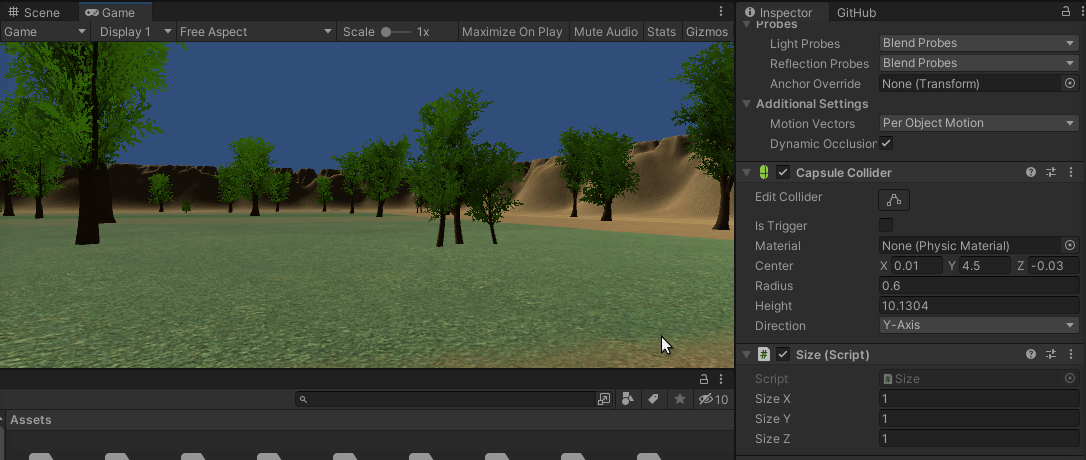 Scene Game
Game Display 1 Free Aspect Scale 1x Maximize On Play Mute Audio Stats Gizmos
10
Assets
Inspector GitHub
Probes
Light Probes Blend Probes
Reflection Probes Blend Probes
Anchor Override None (Transform)
Additional Settings
Motion Vectors Per Object Motion
Dynamic Occlusion
Capsule Collider
Edit Collider
Is Trigger
Material None (Physic Material)
Center X 0.01 Y 4.5 Z -0.03
Radius 0.6
Height 10.1304
Direction Y-Axis
# Size (Script)
Script Size
Size X 1
Size Y 1
Size Z 1